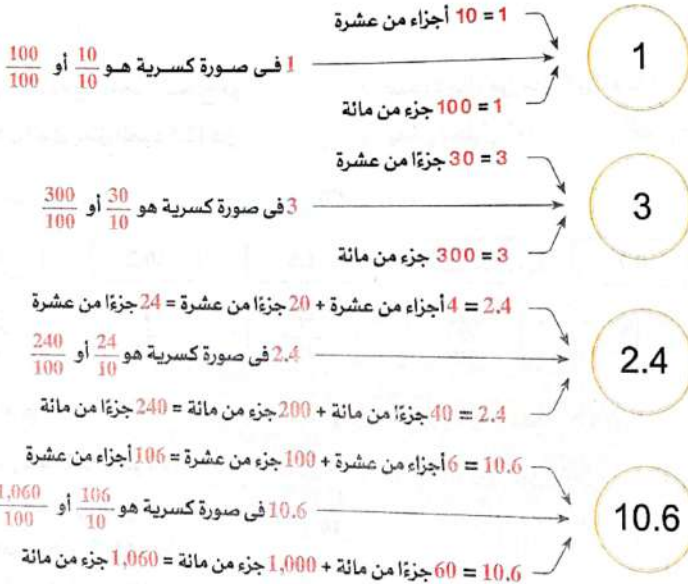 1 = 10 أجزاء من عشرة
1
1 فى صورة كسرية هو 10/10 أو 100/100
1 = 100 جزء من مائة
3 = 30 جزءًا من عشرة
3
3 فى صورة كسرية هو 30/10 أو 300/100
3 = 300 جزء من مائة
2.4 = 4 أجزاء من عشرة + 20 جزءًا من عشرة = 24 جزءًا من عشرة
2.4
2.4 فى صورة كسرية هو 24/10 أو 240/100
2.4 = 40 جزءًا من مائة + 200 جزء من مائة = 240 جزءًا من مائة
10.6 = 6 أجزاء من عشرة + 100 جزء من عشرة = 106 أجزاء من عشرة
10.6
10.6 فى صورة كسرية هو 106/10 أو 1,060/100
10.6 = 60 جزءًا من مائة + 1,000 جزء من مائة = 1,060 جزء من مائة